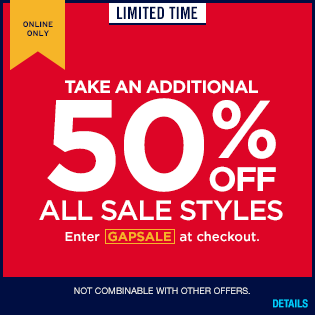 LIMITED TIME
ONLINE
ONLY
TAKE AN ADDITIONAL
50%
OFF
ALL SALE STYLES
Enter GAPSALE at checkout.
NOT COMBINABLE WITH OTHER OFFERS.
DETAILS